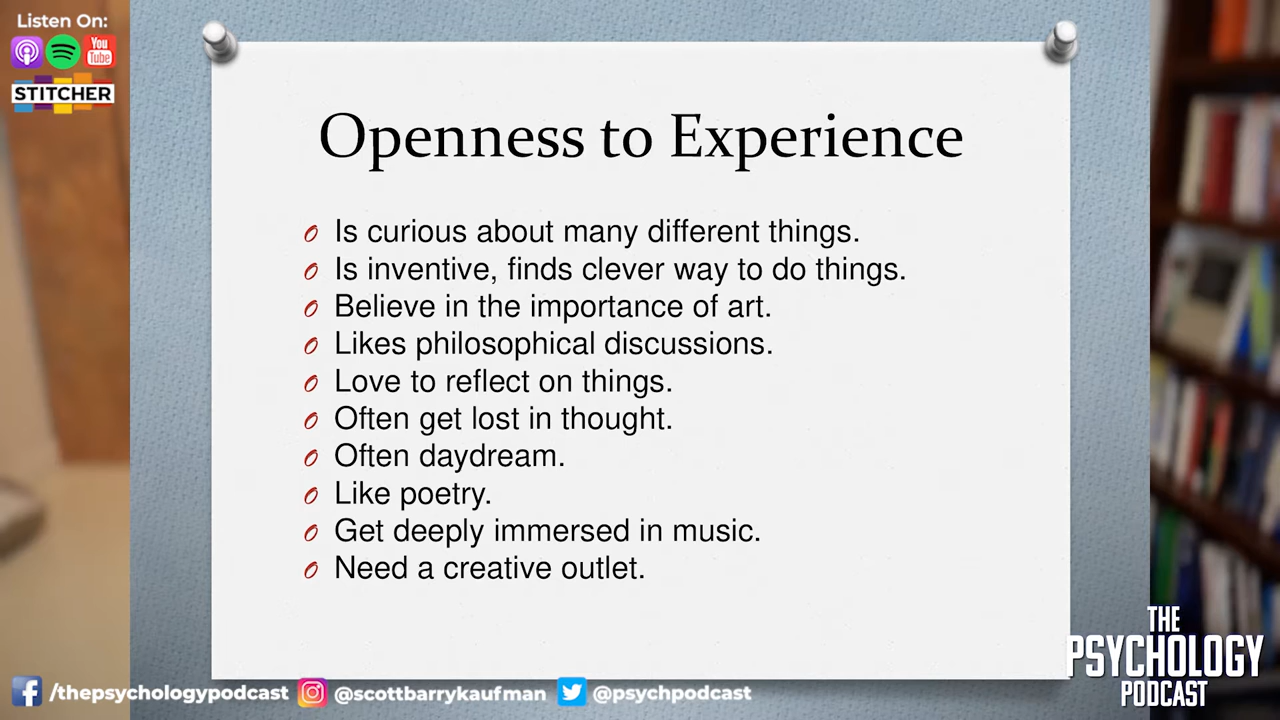 Listen On:
You
Tube
STITCHER
Openness to Experience
Is curious about many different things.
Is inventive, finds clever way to do things.
Believe in the importance of art.
Likes philosophical discussions.
Love to reflect on things.
Often get lost in thought.
Often daydream.
Like poetry.
Get deeply immersed in music.
Need a creative outlet.
/thepsychologypodcast @scottbarrykaufman @psychpodcast
THE
PSYCHOLOGY
PODCAST